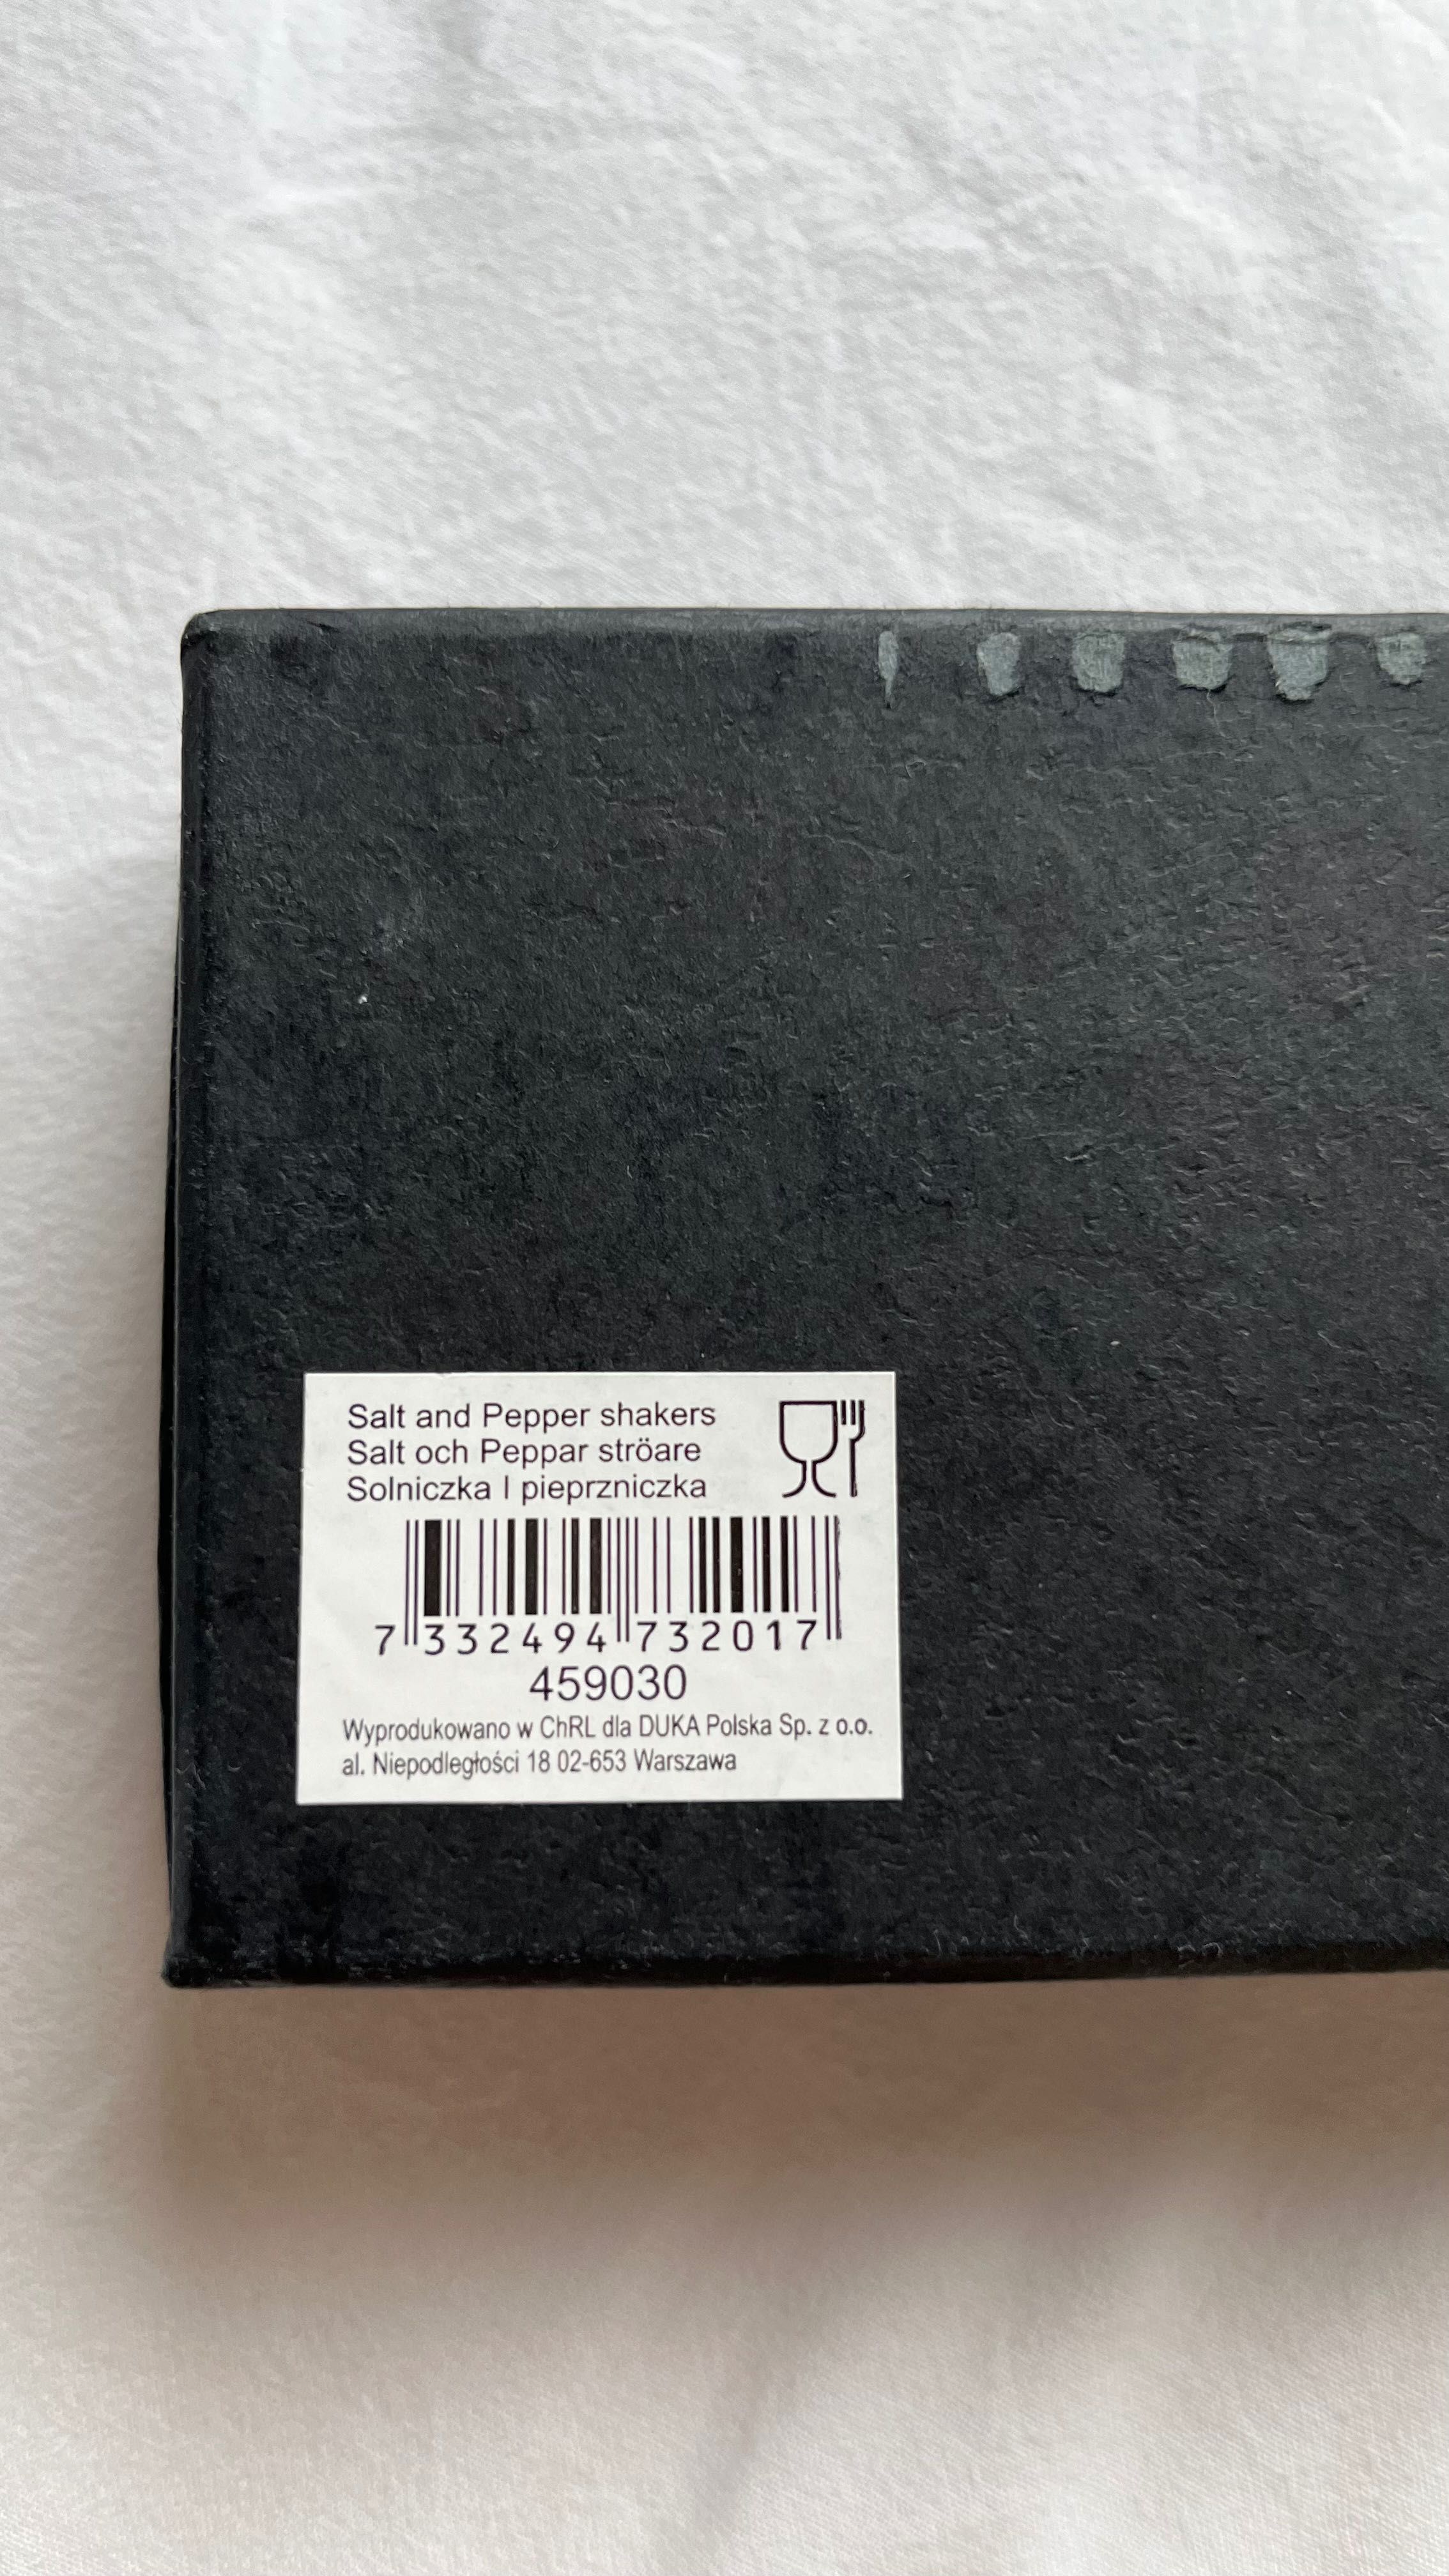 Salt and Pepper shakers
Salt och Peppar ströare
Solniczka I pieprzniczka
7 332494 732017
459030
Wyprodukowano w ChRL dla DUKA Polska Sp. z o.o.
al. Niepodległości 18 02-653 Warszawa